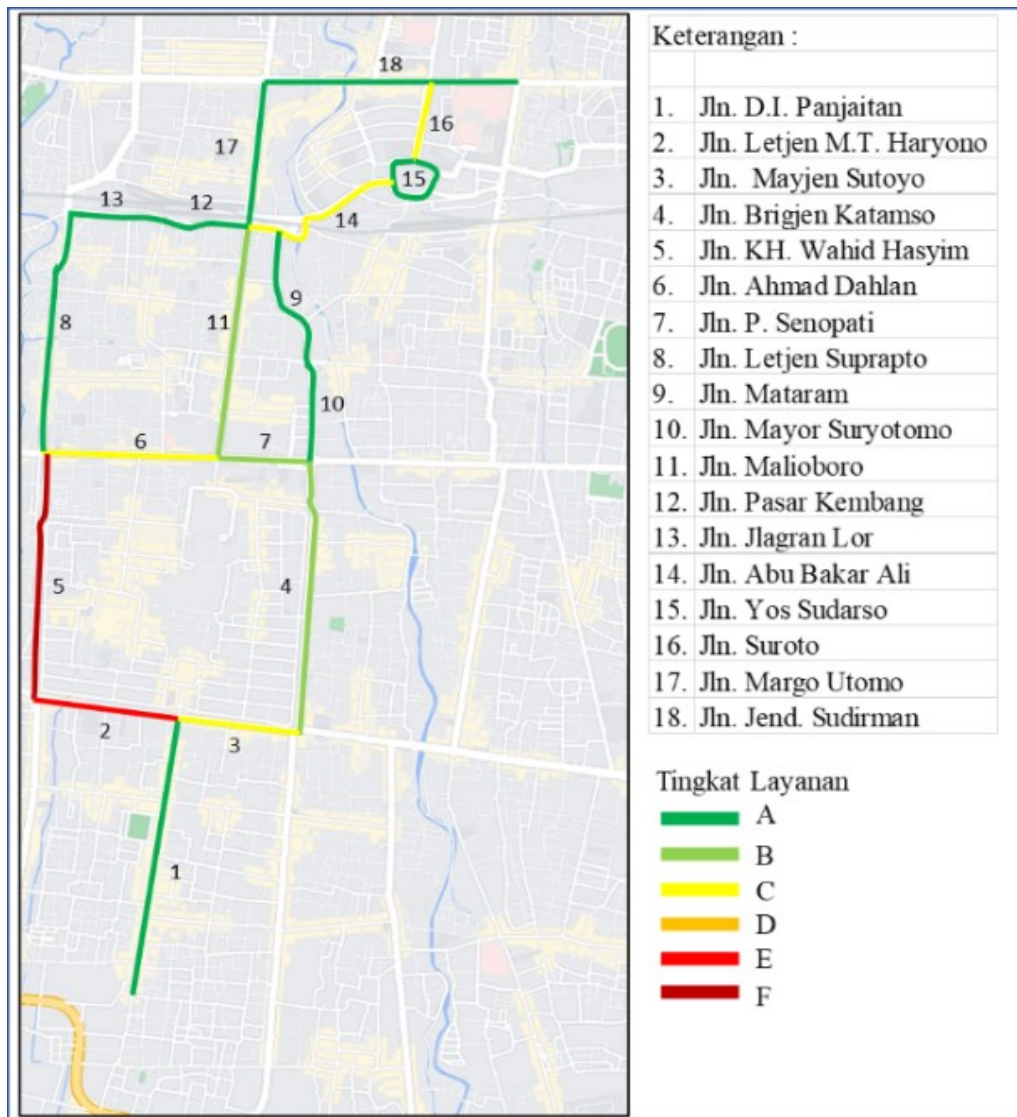 18
16
17
15
13
12
14
9
8
11
10
6
7
5
4
2
3
1
Keterangan :
1. Jln. D.I. Panjaitan
2. Jln. Letjen M.T. Haryono
3. Jln. Mayjen Sutoyo
4. Jln. Brigjen Katamso
5. Jln. KH. Wahid Hasyim
6. Jln. Ahmad Dahlan
7. Jln. P. Senopati
8. Jln. Letjen Suprapto
9. Jln. Mataram
10. Jln. Mayor Suryotomo
11. Jln. Malioboro
12. Jln. Pasar Kembang
13. Jln. Jlagran Lor
14. Jln. Abu Bakar Ali
15. Jln. Yos Sudarso
16. Jln. Suroto
17. Jln. Margo Utomo
18. Jln. Jend. Sudirman
Tingkat Layanan
A
B
C
D
E
F